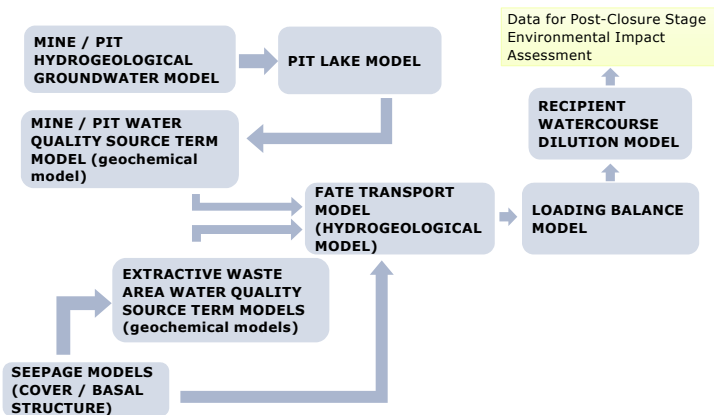 MINE / PIT
HYDROGEOLOGICAL
GROUNDWATER MODEL
PIT LAKE MODEL
Data for Post-Closure Stage
Environmental Impact
Assessment
RECIPIENT
WATERCOURSE
DILUTION MODEL
MINE / PIT WATER
QUALITY SOURCE TERM
MODEL (geochemical
model)
FATE TRANSPORT
MODEL
(HYDROGEOLOGICAL
MODEL)
LOADING BALANCE
MODEL
EXTRACTIVE WASTE
AREA WATER QUALITY
SOURCE TERM MODELS
(geochemical models)
SEEPAGE MODELS
(COVER / BASAL
STRUCTURE)